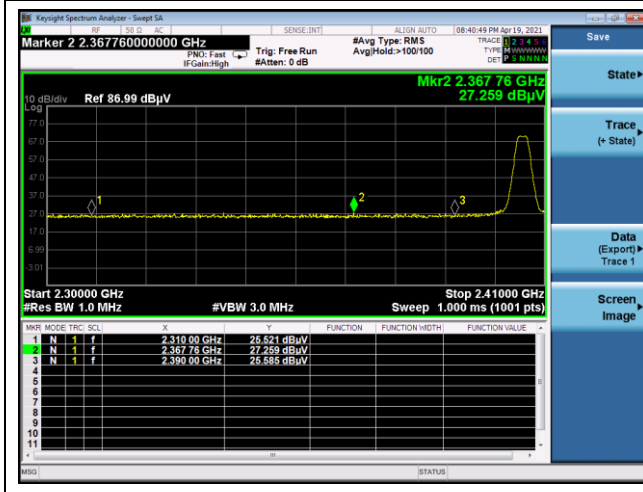 Keysight Spectrum Analyzer - Swept SA
RF 50 Ω AC SENSE:INT ALIGN AUTO 08:40:49 PM Apr 19, 2021
Marker 2 2.367760000000 GHz
PNO: Fast
IFGain:High
Trig: Free Run
#Atten: 0 dB
#Avg Type: RMS
Avg|Hold:>100/100
TRACE 1 2 3 4 5 6
TYPE M W W W W W
DET P S N N N N
Save
State
Trace
(+ State)
Data
(Export)
Trace 1
Screen
Image
Mkr2 2.367 76 GHz
27.259 dBµV
10 dB/div Ref 86.99 dBµV
Log
77.0
67.0
57.0
47.0
37.0
27.0
17.0
6.99
-3.01
1
2
3
Start 2.30000 GHz
Stop 2.41000 GHz
#Res BW 1.0 MHz #VBW 3.0 MHz Sweep 1.000 ms (1001 pts)
MKR MODE TRC SCL X Y FUNCTION FUNCTION WIDTH FUNCTION VALUE
1 N 1 f 2.310 00 GHz 25.521 dBµV
2 N 1 f 2.367 76 GHz 27.259 dBµV
3 N 1 f 2.390 00 GHz 25.585 dBµV
4
5
6
7
8
9
10
11
MSG STATUS